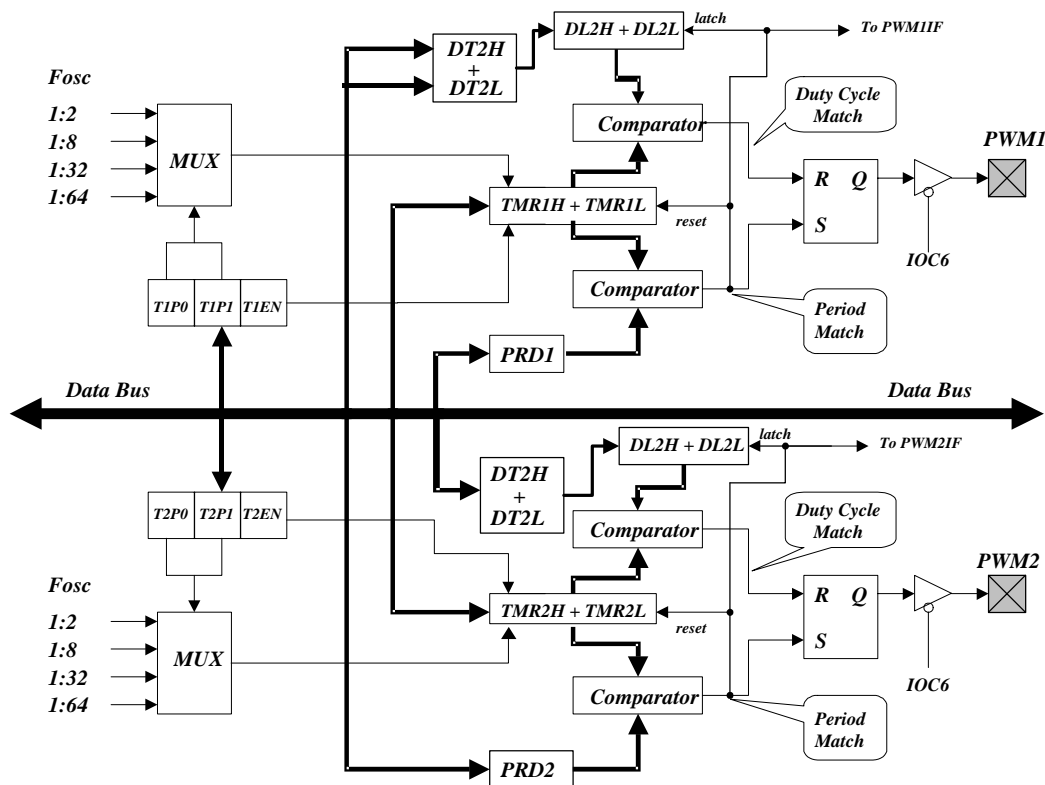 DL2H + DL2L
latch
To PWM1IF
DT2H
+
DT2L
Fosc
1:2
1:8
1:32
1:64
MUX
Comparator
Duty Cycle
Match
PWM1
R Q
S
TMR1H + TMR1L
reset
IOC6
T1P0 T1P1 T1EN
Comparator
Period
Match
PRD1
Data Bus
Data Bus
DL2H + DL2L
latch
To PWM2IF
DT2H
+
DT2L
T2P0 T2P1 T2EN
Comparator
Duty Cycle
Match
PWM2
Fosc
1:2
1:8
1:32
1:64
MUX
R Q
S
TMR2H + TMR2L
reset
IOC6
Comparator
Period
Match
PRD2